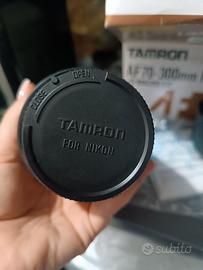 TAMRON
AF70-300mm
OPEN
CLOSE
TAMRON
FOR NIKON
subito